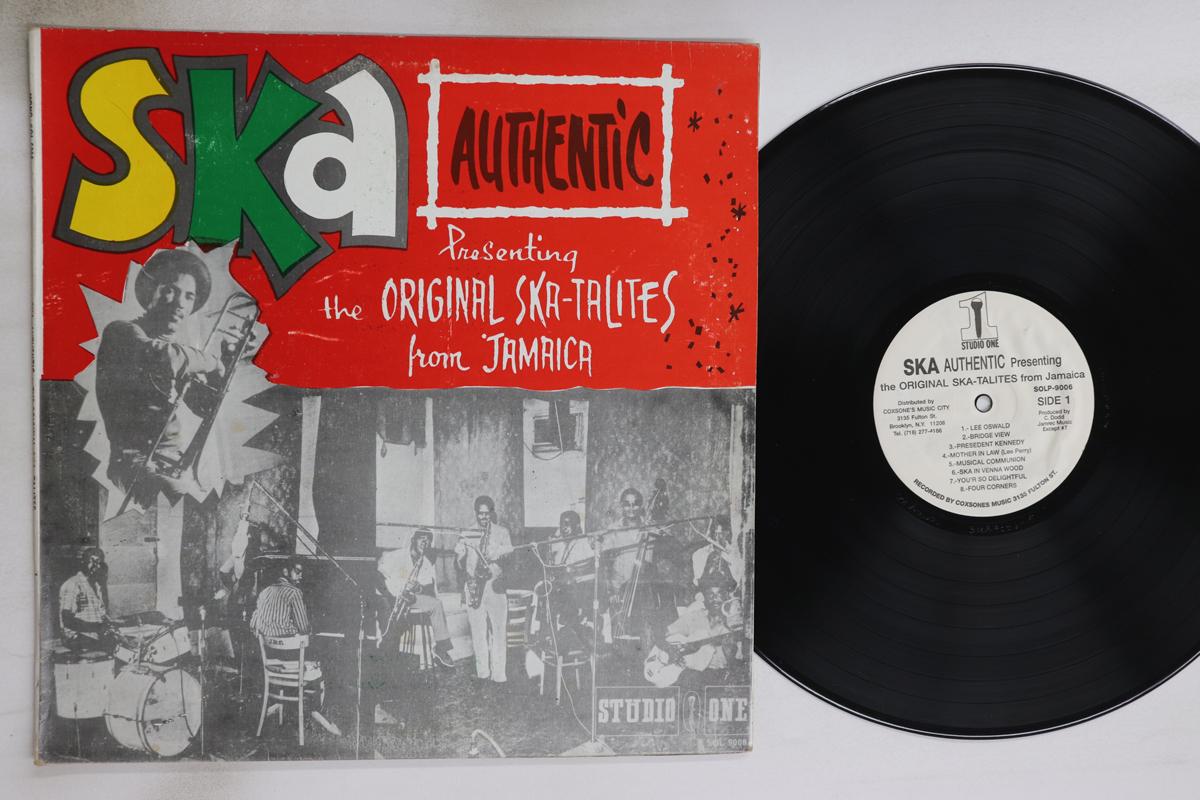 SKa
AUTHENTIC
Presenting
the ORIGINAL SKA-TALITES
from JAMAICA
STUDIO 1 ONE
SOL 9006
1
STUDIO ONE
SKA AUTHENTIC Presenting
the ORIGINAL SKA-TALITES from Jamaica
SOLP-9006
SIDE 1
Distributed by
COXSONE'S MUSIC CITY
3135 Fulton St.
Brooklyn, N.Y. 11208
Tel. (718) 277-4166
Produced by
C. Dodd
Jamrec Music
Except #7
1.- LEE OSWALD
2.-BRIDGE VIEW
3.-PRESEDENT KENNEDY
4.-MOTHER IN LAW (Lee Perry)
5.-MUSICAL COMMUNION
6.-SKA IN VENNA WOOD
7.-YOU'R SO DELIGHTFUL
8.-FOUR CORNERS
RECORDED BY COXSONES MUSIC 3135 FULTON ST.